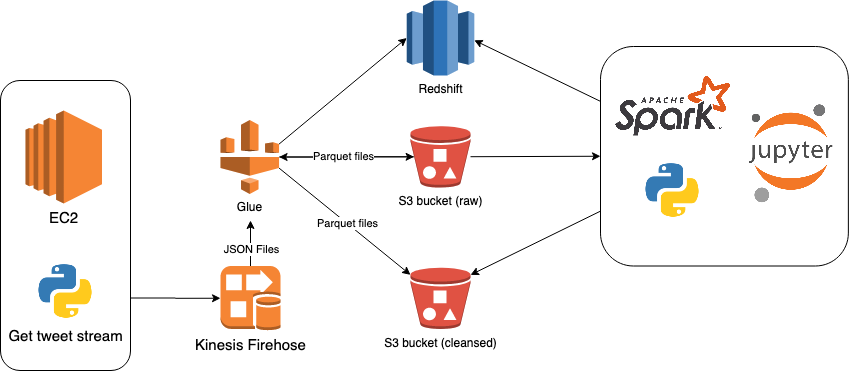 Redshift
APACHE
Spark
TM
jupyter
EC2
Glue
Parquet files
S3 bucket (raw)
Parquet files
JSON Files
Get tweet stream
Kinesis Firehose
S3 bucket (cleansed)